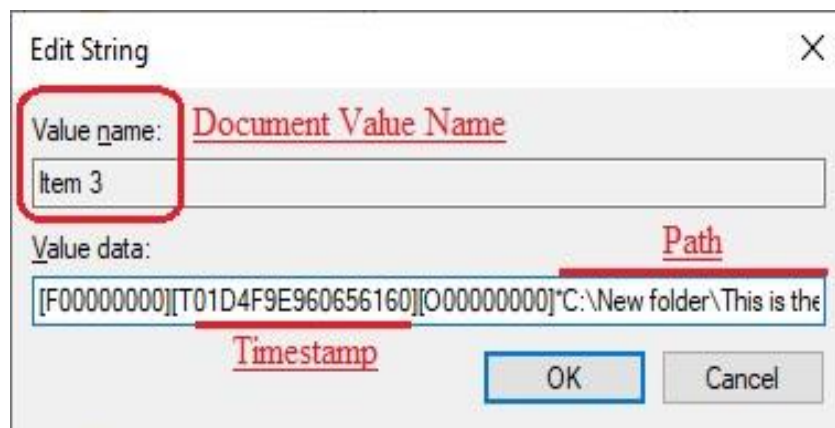 Edit String
Value name: Document Value Name
Item 3
Value data: Path
[F00000000][T01D4F9E960656160][O00000000]*C:\New folder\This is the
Timestamp
OK Cancel